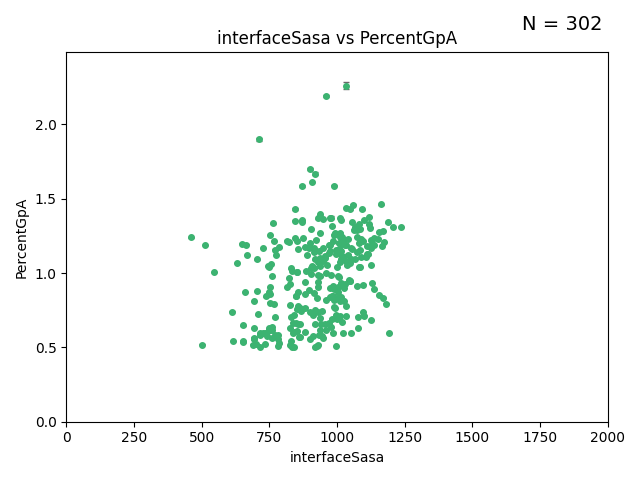 N = 302
interfaceSasa vs PercentGpA
PercentGpA
2.0
1.5
1.0
0.5
0.0
0 250 500 750 1000 1250 1500 1750 2000
interfaceSasa